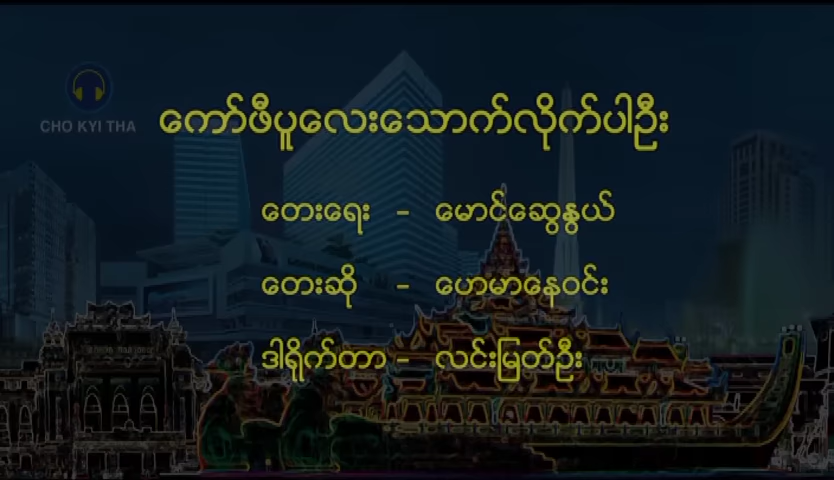 CHO KYI THA
ကော်ဖီပူလေးသောက်လိုက်ပါဦး
တေးရေး - မောင်ဆွေနွယ်
တေးဆို - ဟေမာနေဝင်း
ဒါရိုက်တာ - လင်းမြတ်ဦး